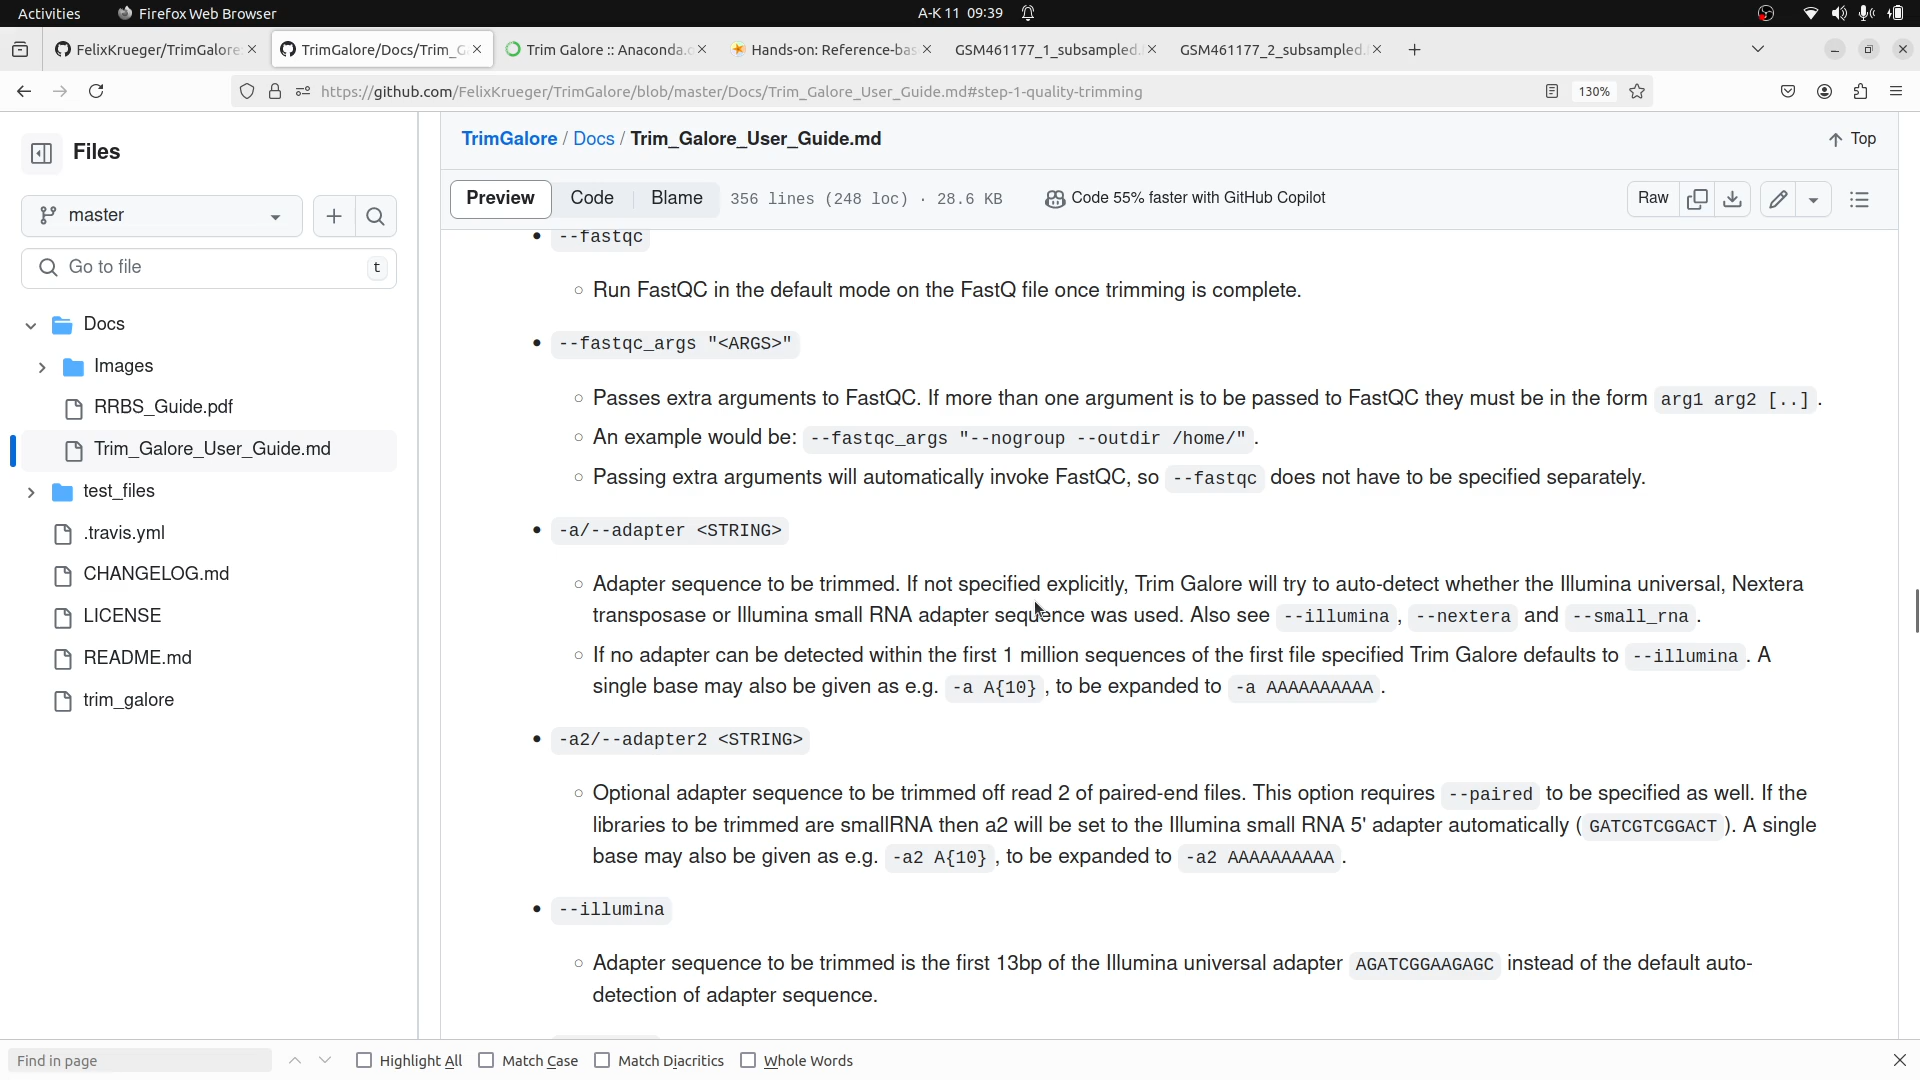 Activities Firefox Web Browser A-K 11 09:39
FelixKrueger/TrimGalore TrimGalore/Docs/Trim_G Trim Galore :: Anaconda.o Hands-on: Reference-bas GSM461177_1_subsampled. GSM461177_2_subsampled.
https://github.com/FelixKrueger/TrimGalore/blob/master/Docs/Trim_Galore_User_Guide.md#step-1-quality-trimming 130%
Files
master
Go to file t
Docs
Images
RRBS_Guide.pdf
Trim_Galore_User_Guide.md
test_files
.travis.yml
CHANGELOG.md
LICENSE
README.md
trim_galore
TrimGalore / Docs / Trim_Galore_User_Guide.md Top
Preview Code Blame 356 lines (248 loc) · 28.6 KB Code 55% faster with GitHub Copilot Raw
--fastqc
Run FastQC in the default mode on the FastQ file once trimming is complete.
--fastqc_args "<ARGS>"
Passes extra arguments to FastQC. If more than one argument is to be passed to FastQC they must be in the form arg1 arg2 [..] .
An example would be: --fastqc_args "--nogroup --outdir /home/" .
Passing extra arguments will automatically invoke FastQC, so --fastqc does not have to be specified separately.
-a/--adapter <STRING>
Adapter sequence to be trimmed. If not specified explicitly, Trim Galore will try to auto-detect whether the Illumina universal, Nextera
transposase or Illumina small RNA adapter sequence was used. Also see --illumina , --nextera and --small_rna .
If no adapter can be detected within the first 1 million sequences of the first file specified Trim Galore defaults to --illumina . A
single base may also be given as e.g. -a A{10} , to be expanded to -a AAAAAAAAAA .
-a2/--adapter2 <STRING>
Optional adapter sequence to be trimmed off read 2 of paired-end files. This option requires --paired to be specified as well. If the
libraries to be trimmed are smallRNA then a2 will be set to the Illumina small RNA 5' adapter automatically ( GATCGTCGGACT ). A single
base may also be given as e.g. -a2 A{10} , to be expanded to -a2 AAAAAAAAAA .
--illumina
Adapter sequence to be trimmed is the first 13bp of the Illumina universal adapter AGATCGGAAGAGC instead of the default auto-
detection of adapter sequence.
Find in page Highlight All Match Case Match Diacritics Whole Words